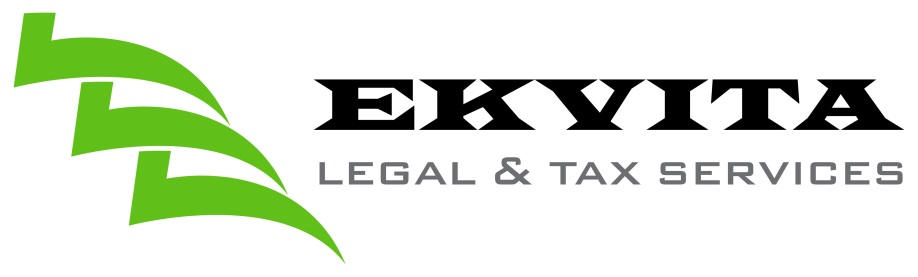 EKVITA
LEGAL & TAX SERVICES